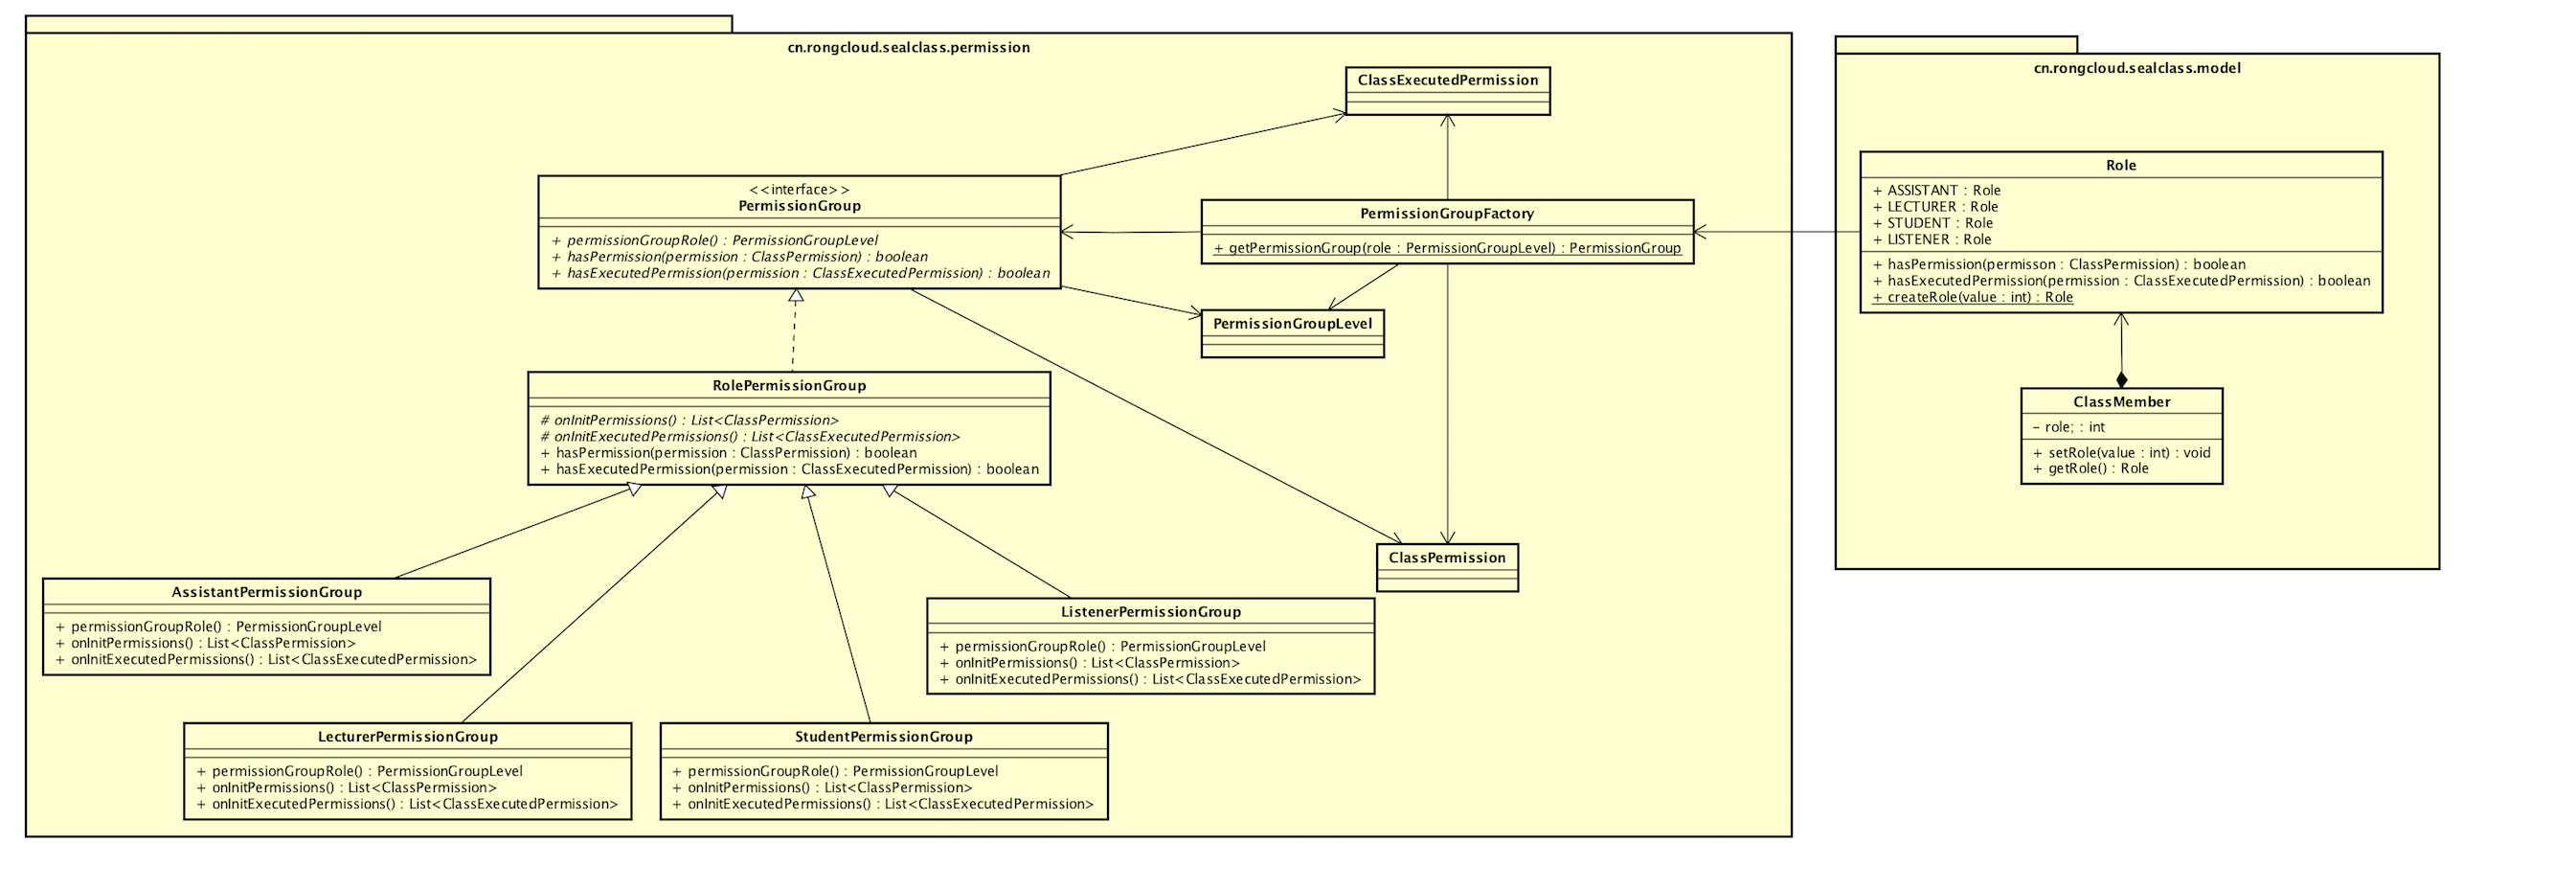 cn.rongcloud.sealclass.permission
ClassExecutedPermission
<<interface>>
PermissionGroup
+ permissionGroupRole() : PermissionGroupLevel
+ hasPermission(permission : ClassPermission) : boolean
+ hasExecutedPermission(permission : ClassExecutedPermission) : boolean
PermissionGroupFactory
+ getPermissionGroup(role : PermissionGroupLevel) : PermissionGroup
PermissionGroupLevel
RolePermissionGroup
# onInitPermissions() : List<ClassPermission>
# onInitExecutedPermissions() : List<ClassExecutedPermission>
+ hasPermission(permission : ClassPermission) : boolean
+ hasExecutedPermission(permission : ClassExecutedPermission) : boolean
ClassPermission
AssistantPermissionGroup
+ permissionGroupRole() : PermissionGroupLevel
+ onInitPermissions() : List<ClassPermission>
+ onInitExecutedPermissions() : List<ClassExecutedPermission>
ListenerPermissionGroup
+ permissionGroupRole() : PermissionGroupLevel
+ onInitPermissions() : List<ClassPermission>
+ onInitExecutedPermissions() : List<ClassExecutedPermission>
LecturerPermissionGroup
+ permissionGroupRole() : PermissionGroupLevel
+ onInitPermissions() : List<ClassPermission>
+ onInitExecutedPermissions() : List<ClassExecutedPermission>
StudentPermissionGroup
+ permissionGroupRole() : PermissionGroupLevel
+ onInitPermissions() : List<ClassPermission>
+ onInitExecutedPermissions() : List<ClassExecutedPermission>
cn.rongcloud.sealclass.model
Role
+ ASSISTANT : Role
+ LECTURER : Role
+ STUDENT : Role
+ LISTENER : Role
+ hasPermission(permisson : ClassPermission) : boolean
+ hasExecutedPermission(permission : ClassExecutedPermission) : boolean
+ createRole(value : int) : Role
ClassMember
- role; : int
+ setRole(value : int) : void
+ getRole() : Role